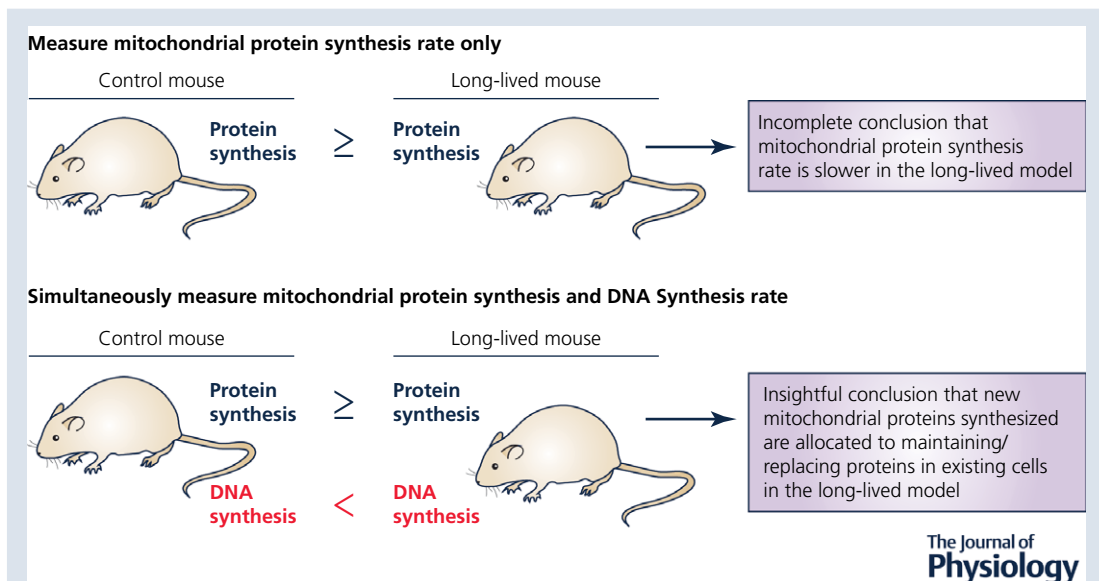 Measure mitochondrial protein synthesis rate only
Control mouse
Long-lived mouse
Protein
synthesis
≥
Protein
synthesis
Incomplete conclusion that
mitochondrial protein synthesis
rate is slower in the long-lived model
Simultaneously measure mitochondrial protein synthesis and DNA Synthesis rate
Control mouse
Long-lived mouse
Protein
synthesis
≥
Protein
synthesis
DNA
synthesis
<
DNA
synthesis
Insightful conclusion that new
mitochondrial proteins synthesized
are allocated to maintaining/
replacing proteins in existing cells
in the long-lived model
The Journal of
Physiology